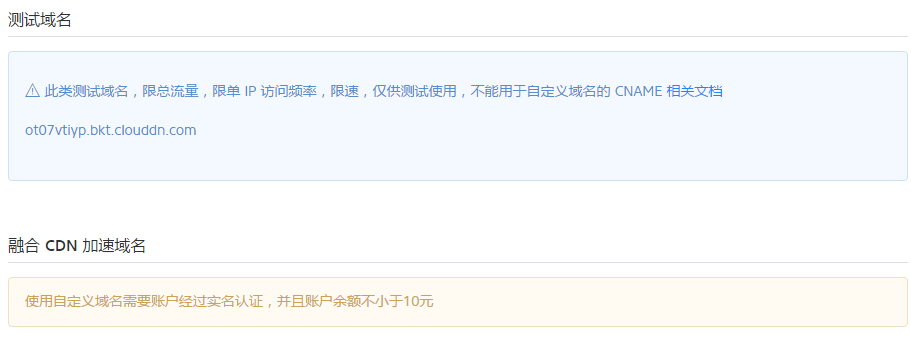 测试域名
⚠ 此类测试域名，限总流量，限单 IP 访问频率，限速，仅供测试使用，不能用于自定义域名的 CNAME 相关文档
ot07vtiyp.bkt.clouddn.com
融合 CDN 加速域名
使用自定义域名需要账户经过实名认证，并且账户余额不小于10元